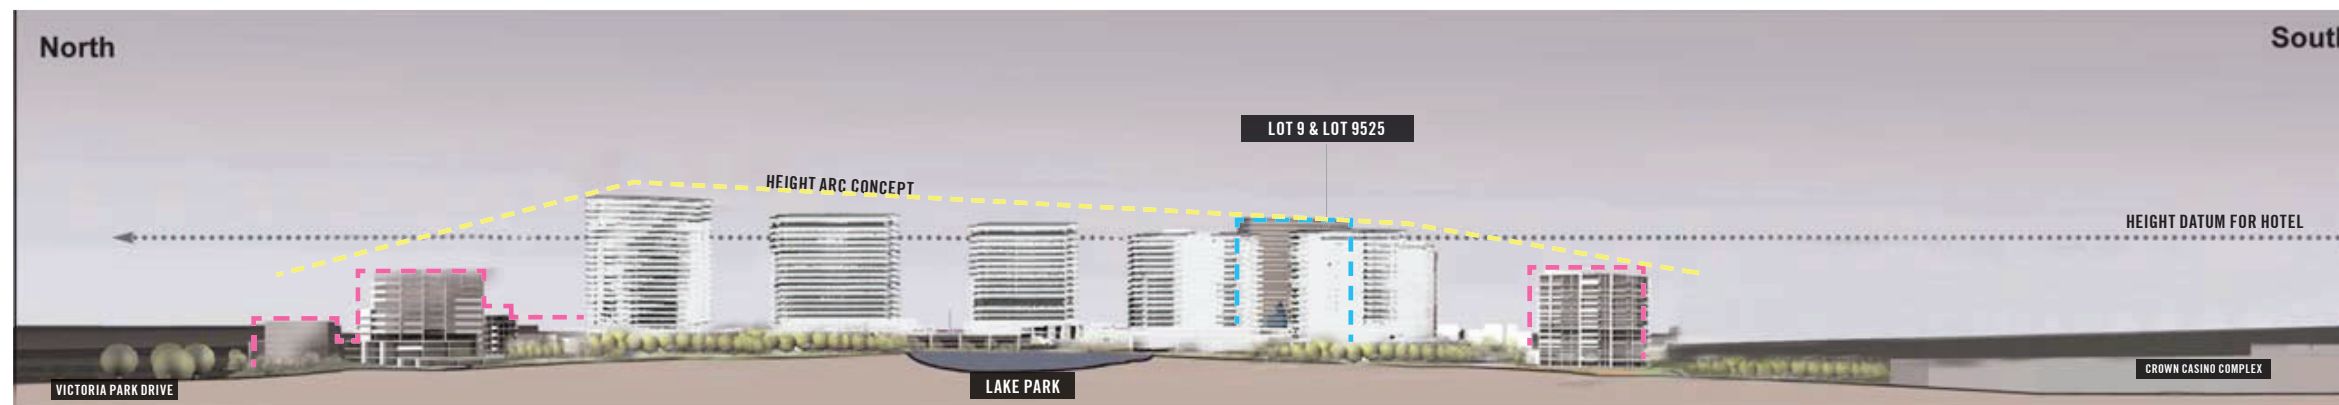 North
South
LOT 9 & LOT 9525
HEIGHT ARC CONCEPT
HEIGHT DATUM FOR HOTEL
VICTORIA PARK DRIVE
LAKE PARK
CROWN CASINO COMPLEX